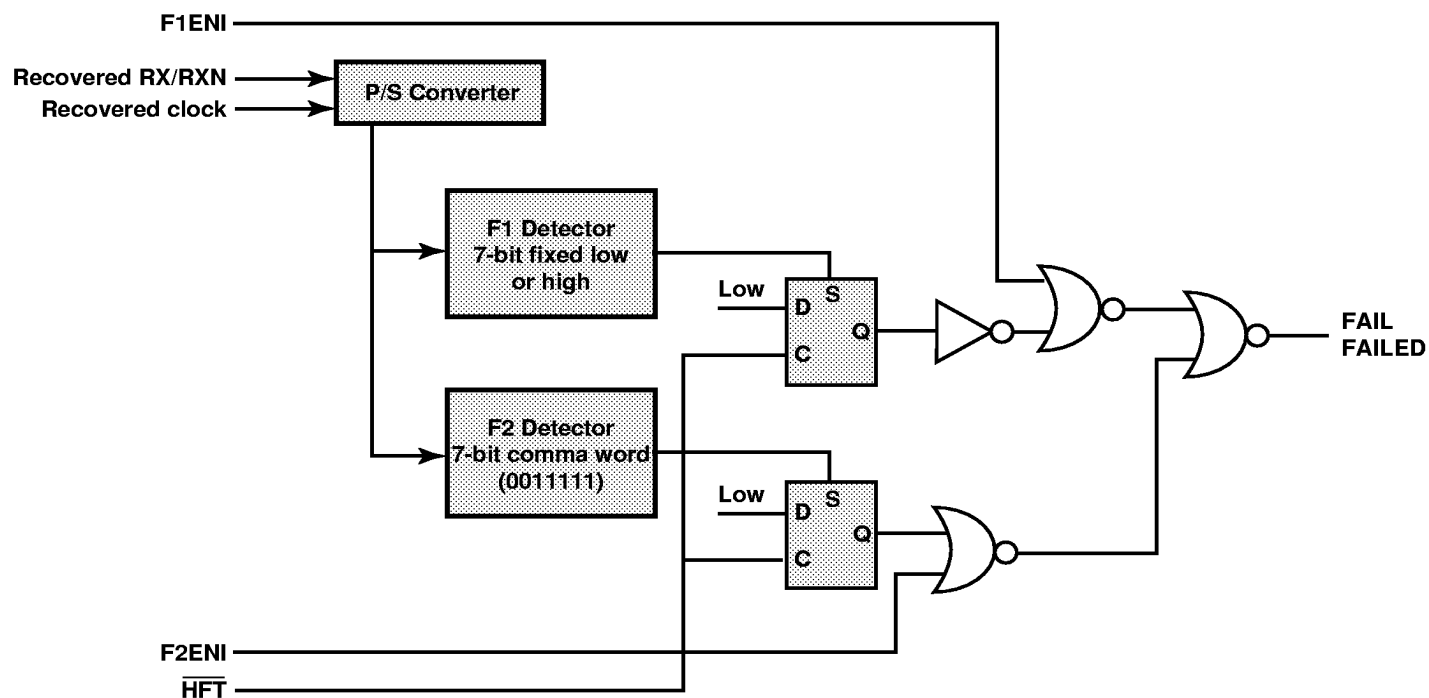 F1ENI
Recovered RX/RXN
Recovered clock
P/S Converter
F1 Detector
7-bit fixed low
or high
Low
D
S
Q
C
FAIL
FAILED
F2 Detector
7-bit comma word
(0011111)
Low
D
S
Q
C
F2ENI
HFT